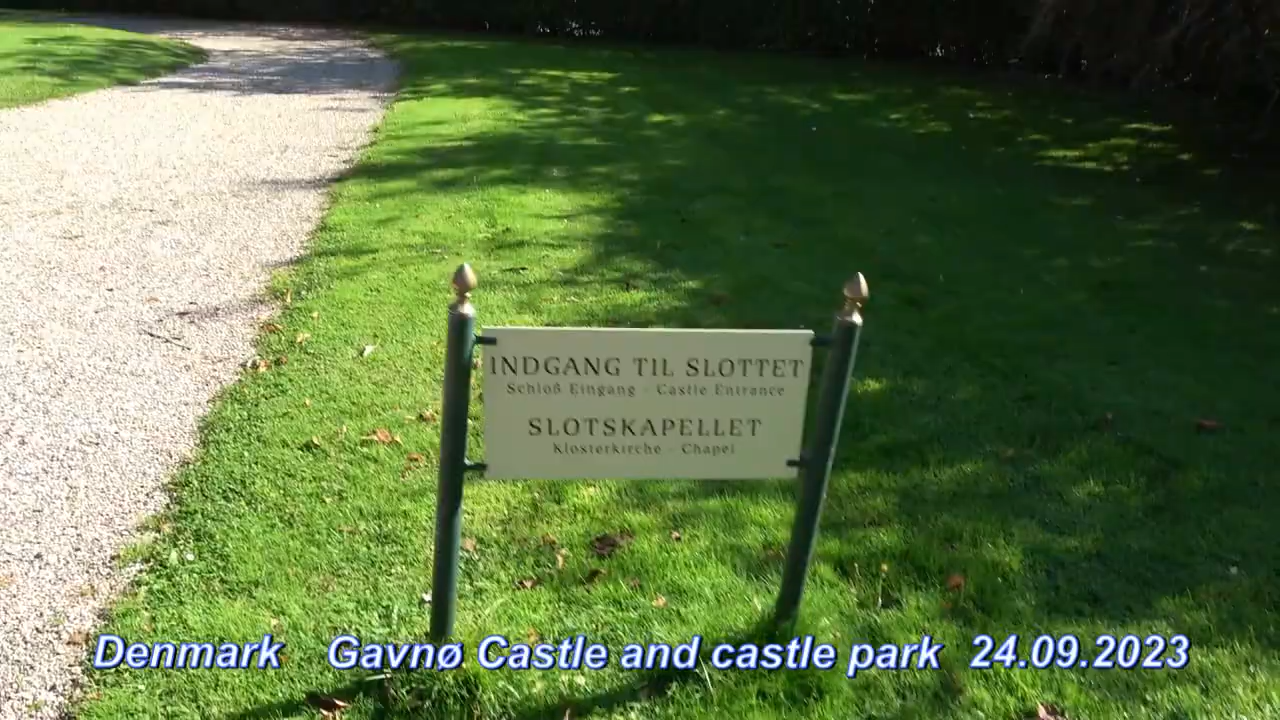 INDGANG TIL SLOTTET
Schloß Eingang - Castle Entrance
SLOTSKAPELLET
Klosterkirche - Chapel
Denmark Gavnø Castle and castle park 24.09.2023